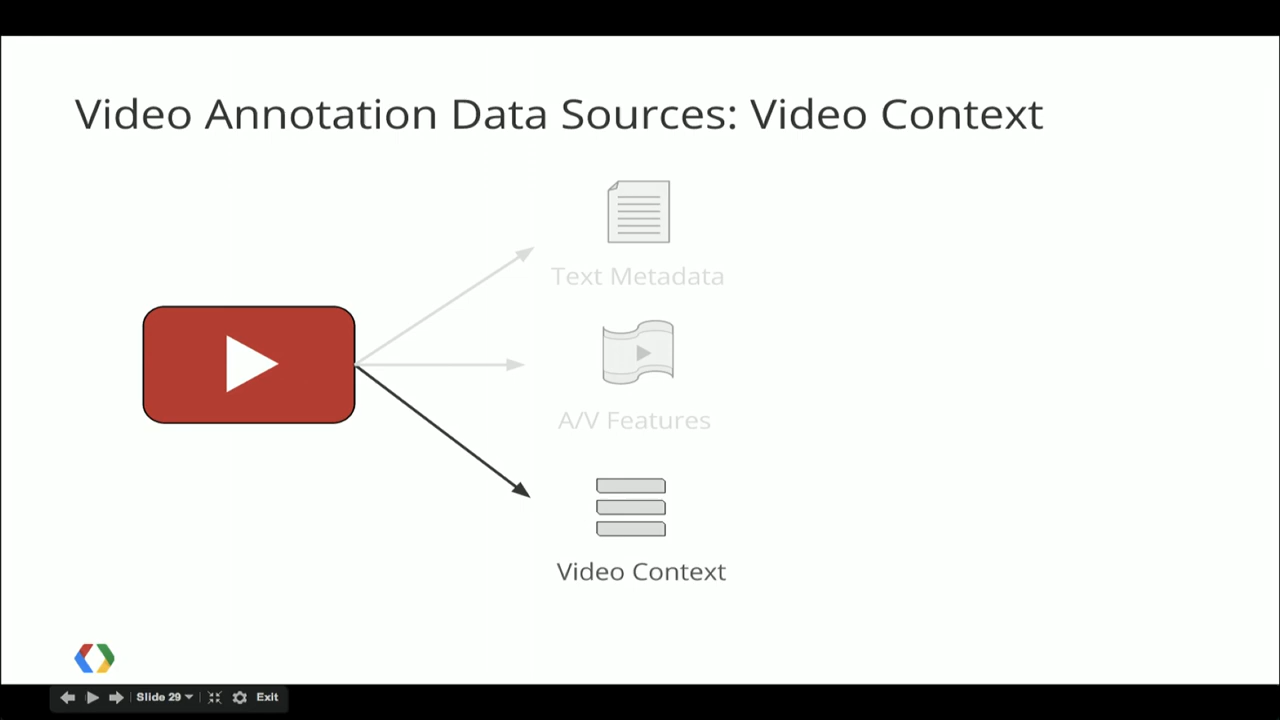 Video Annotation Data Sources: Video Context
Text Metadata
A/V Features
Video Context
Slide 29
Exit